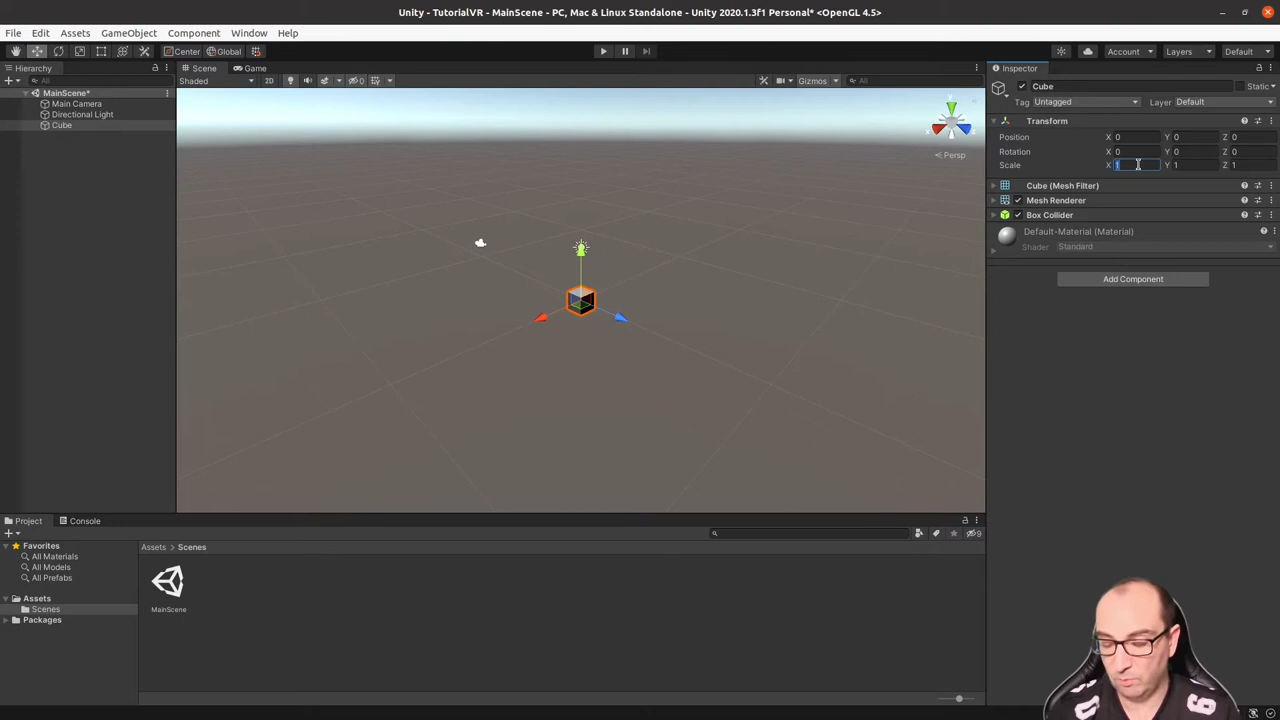 Unity - TutorialVR - MainScene - PC, Mac & Linux Standalone - Unity 2020.1.3f1 Personal* <OpenGL 4.5>
File Edit Assets GameObject Component Window Help
Center Global Account Layers Default
Hierarchy Scene Game Inspector
All Shaded 2D 0 Gizmos All Cube Static
MainScene* Tag Untagged Layer Default
Main Camera
Directional Light
Cube
y
x z
Persp
Transform
Position X 0 Y 0 Z 0
Rotation X 0 Y 0 Z 0
Scale X 1 Y 1 Z 1
Cube (Mesh Filter)
Mesh Renderer
Box Collider
Default-Material (Material)
Shader Standard
Add Component
Project Console
9
Favorites
All Materials
All Models
All Prefabs
Assets
Scenes
Packages
Assets > Scenes
MainScene
9